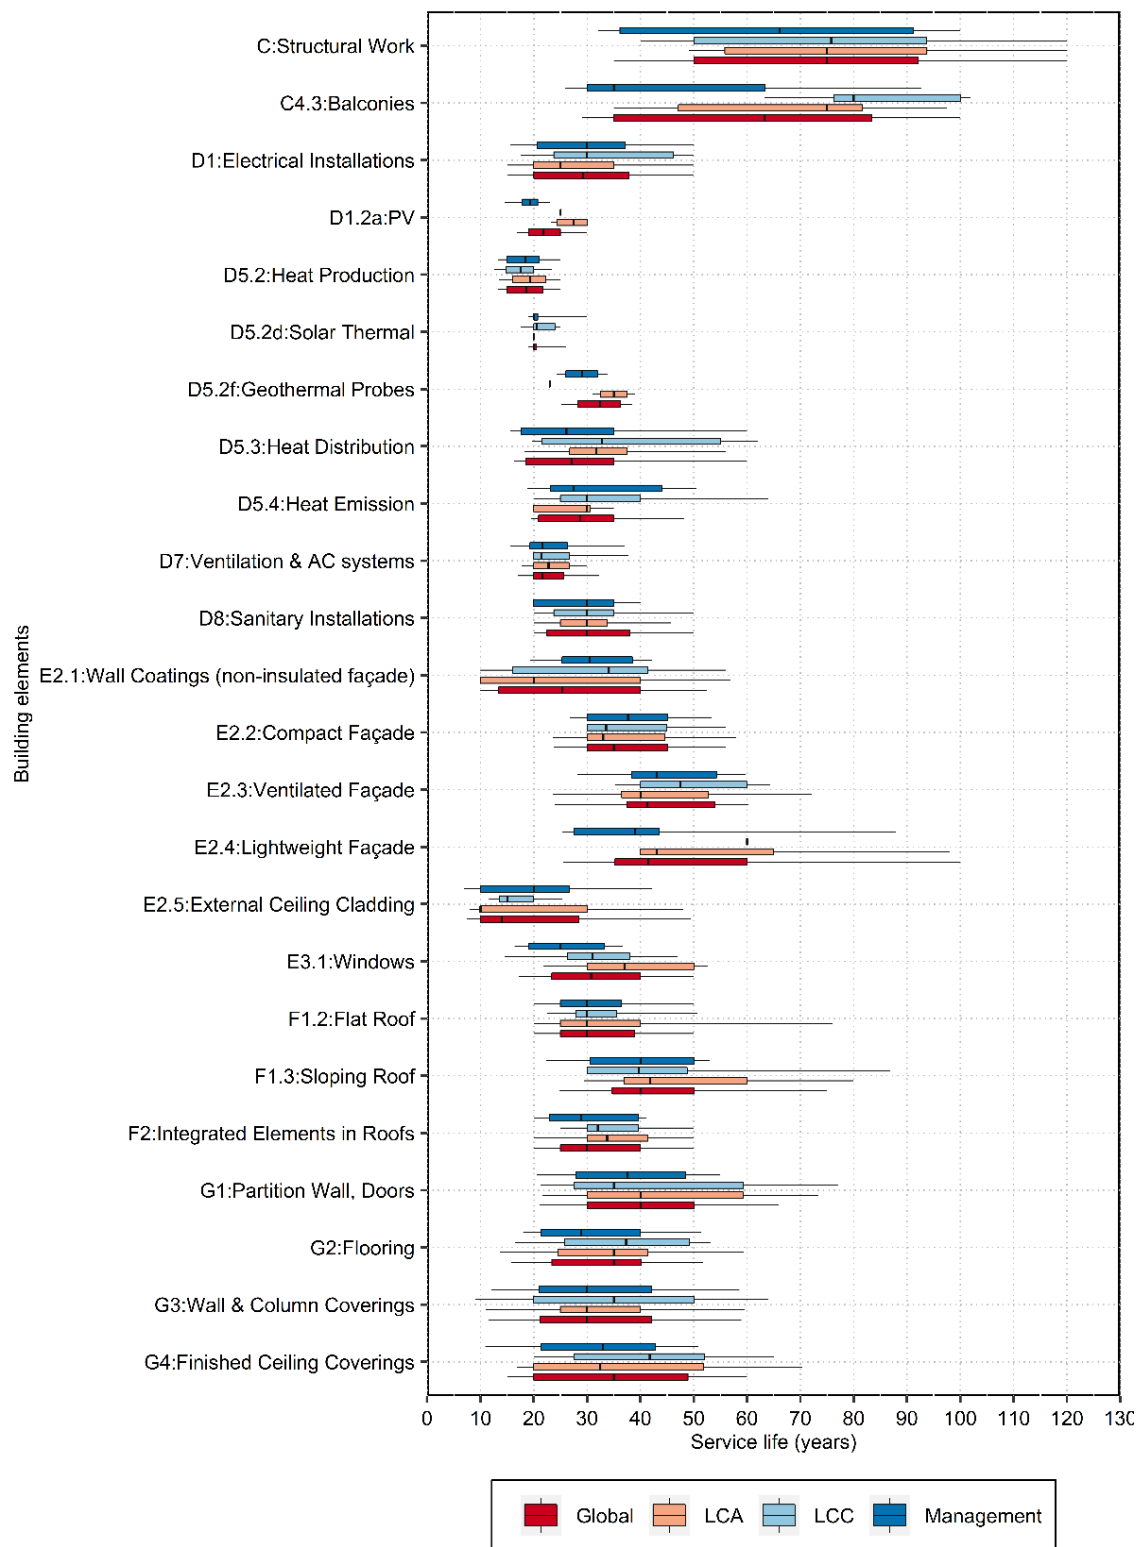 C:Structural Work
C4.3:Balconies
D1:Electrical Installations
D1.2a:PV
D5.2:Heat Production
D5.2d:Solar Thermal
D5.2f:Geothermal Probes
D5.3:Heat Distribution
D5.4:Heat Emission
D7:Ventilation & AC systems
D8:Sanitary Installations
E2.1:Wall Coatings (non-insulated façade)
E2.2:Compact Façade
E2.3:Ventilated Façade
E2.4:Lightweight Façade
E2.5:External Ceiling Cladding
E3.1:Windows
F1.2:Flat Roof
F1.3:Sloping Roof
F2:Integrated Elements in Roofs
G1:Partition Wall, Doors
G2:Flooring
G3:Wall & Column Coverings
G4:Finished Ceiling Coverings
Building elements
0 10 20 30 40 50 60 70 80 90 100 110 120 130
Service life (years)
Global LCA LCC Management